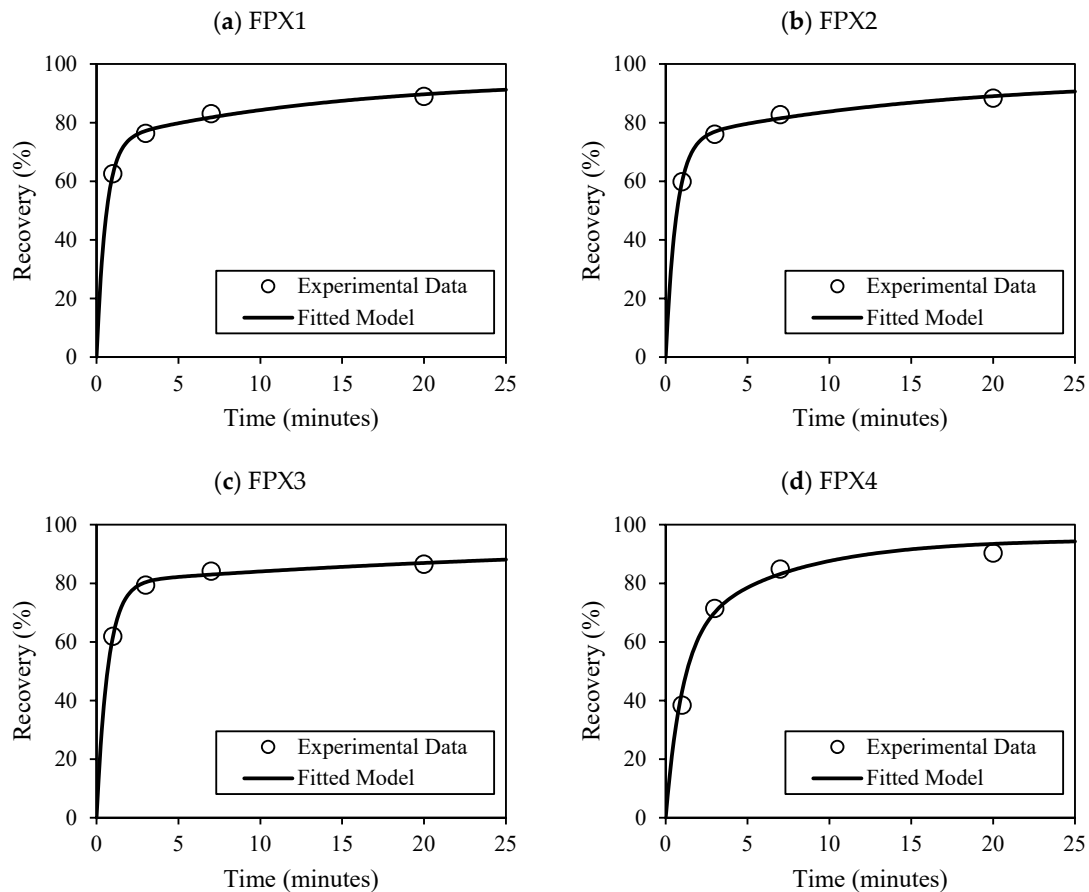 (a) FPX1
Recovery (%)
100
80
60
40
20
0
Experimental Data
Fitted Model
0 5 10 15 20 25
Time (minutes)
(b) FPX2
Recovery (%)
100
80
60
40
20
0
Experimental Data
Fitted Model
0 5 10 15 20 25
Time (minutes)
(c) FPX3
Recovery (%)
100
80
60
40
20
0
Experimental Data
Fitted Model
0 5 10 15 20 25
Time (minutes)
(d) FPX4
Recovery (%)
100
80
60
40
20
0
Experimental Data
Fitted Model
0 5 10 15 20 25
Time (minutes)